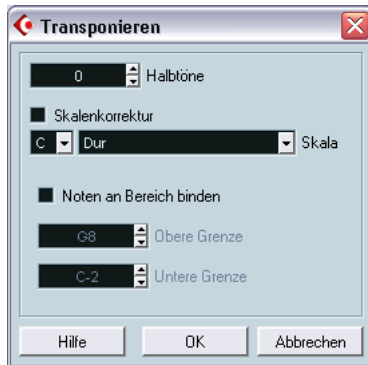 Transponieren
0 Halbtöne
Skalenkorrektur
C Dur Skala
Noten an Bereich binden
G8 Obere Grenze
C-2 Untere Grenze
Hilfe OK Abbrechen